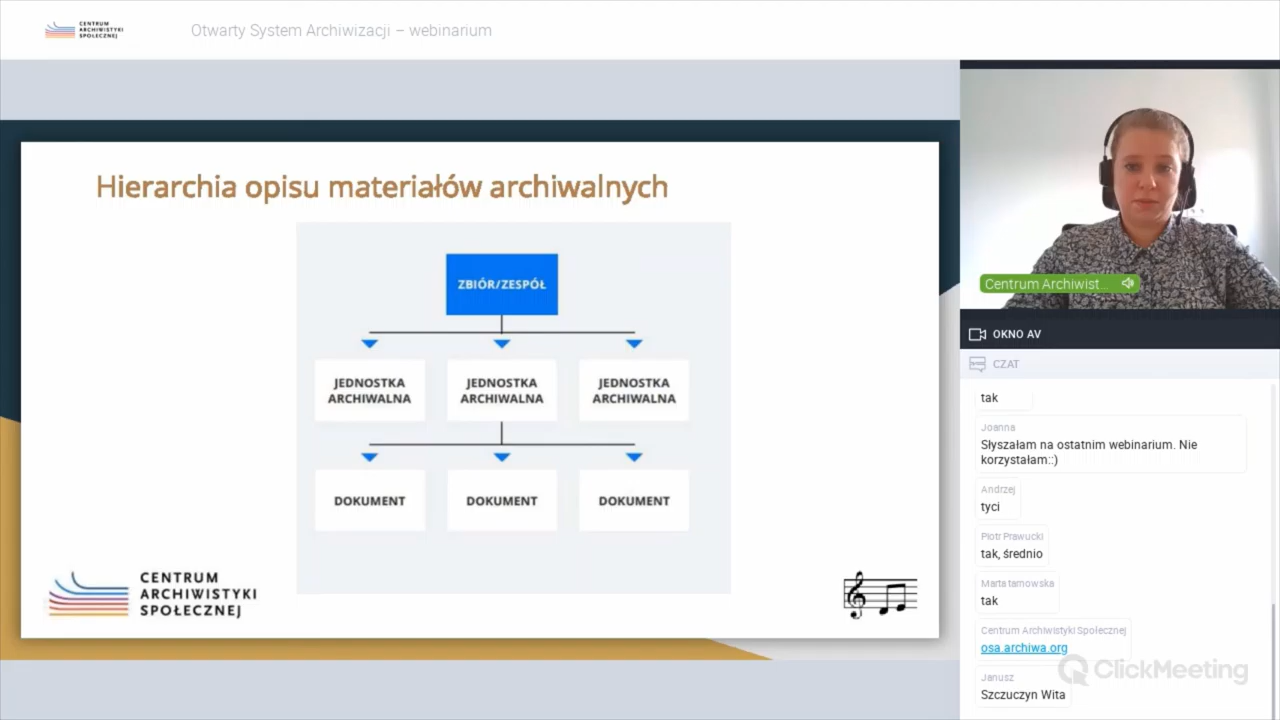 CENTRUM
ARCHIWISTYKI
SPOŁECZNEJ
Otwarty System Archiwizacji – webinarium
Hierarchia opisu materiałów archiwalnych
ZBIÓR/ZESPÓŁ
JEDNOSTKA
ARCHIWALNA
JEDNOSTKA
ARCHIWALNA
JEDNOSTKA
ARCHIWALNA
DOKUMENT
DOKUMENT
DOKUMENT
CENTRUM
ARCHIWISTYKI
SPOŁECZNEJ
Centrum Archiwist...
OKNO AV
CZAT
tak
Joanna
Słyszałam na ostatnim webinarium. Nie
korzystałam::)
Andrzej
tyci
Piotr Prawucki
tak, średnio
Marta tarnowska
tak
Centrum Archiwistyki Społecznej
osa.archiwa.org
ClickMeeting
Janusz
Szczuczyn Wita